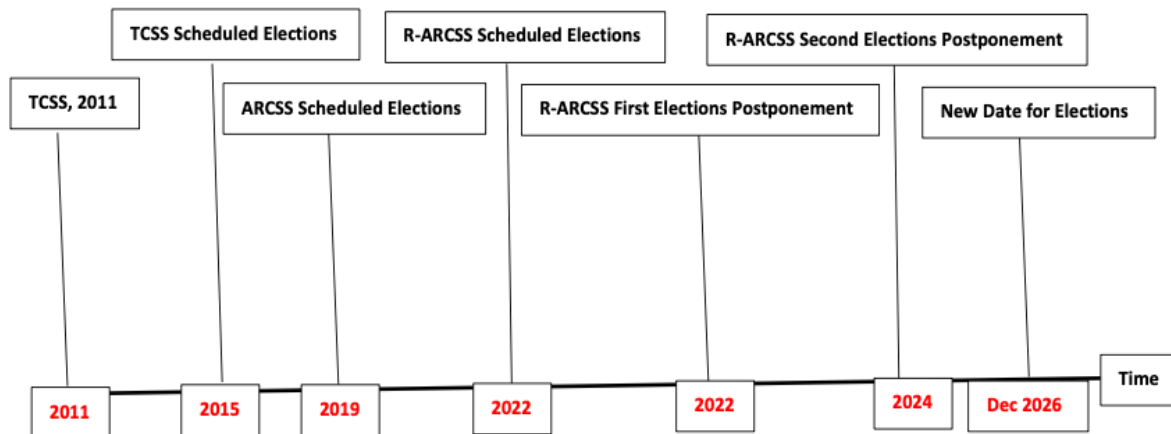 TCSS Scheduled Elections
R-ARCSS Scheduled Elections
R-ARCSS Second Elections Postponement
TCSS, 2011
ARCSS Scheduled Elections
R-ARCSS First Elections Postponement
New Date for Elections
Time
2011
2015
2019
2022
2022
2024
Dec 2026